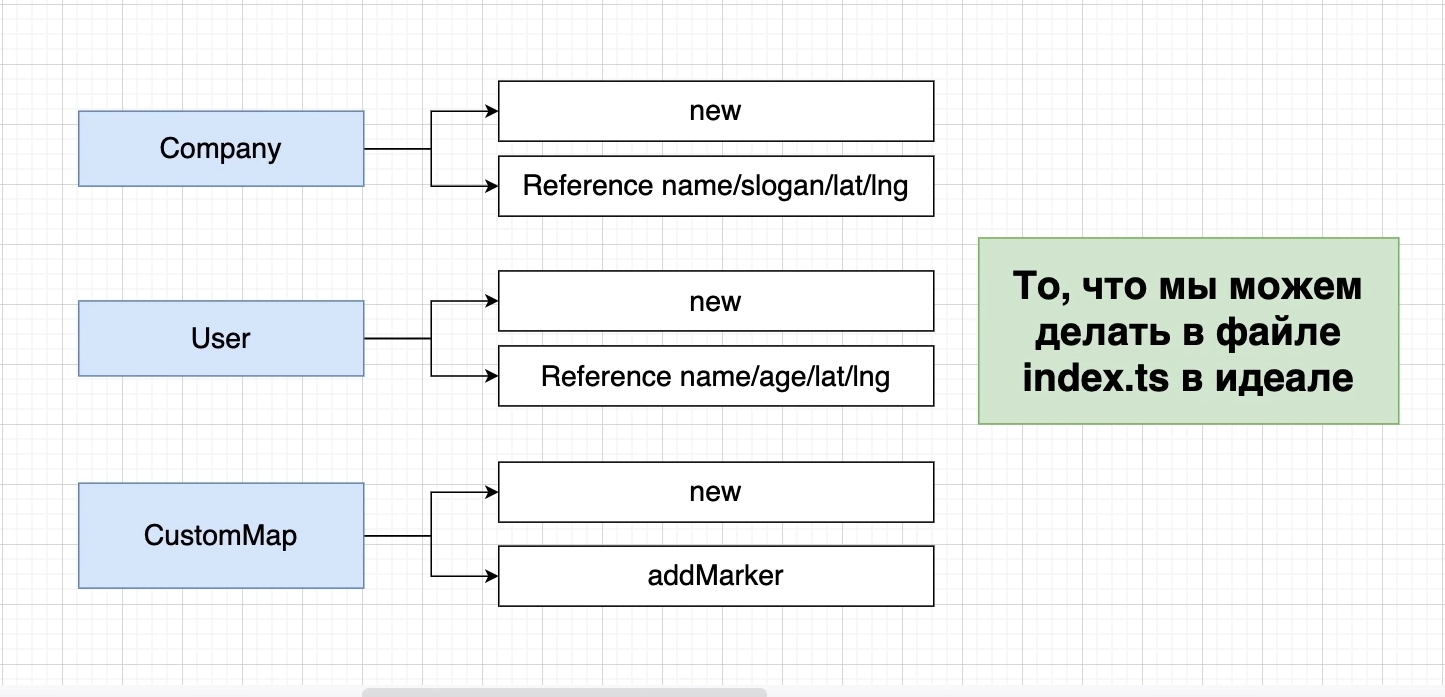 Company
new
Reference name/slogan/lat/lng
User
new
Reference name/age/lat/lng
CustomMap
new
addMarker
То, что мы можем
делать в файле
index.ts в идеале